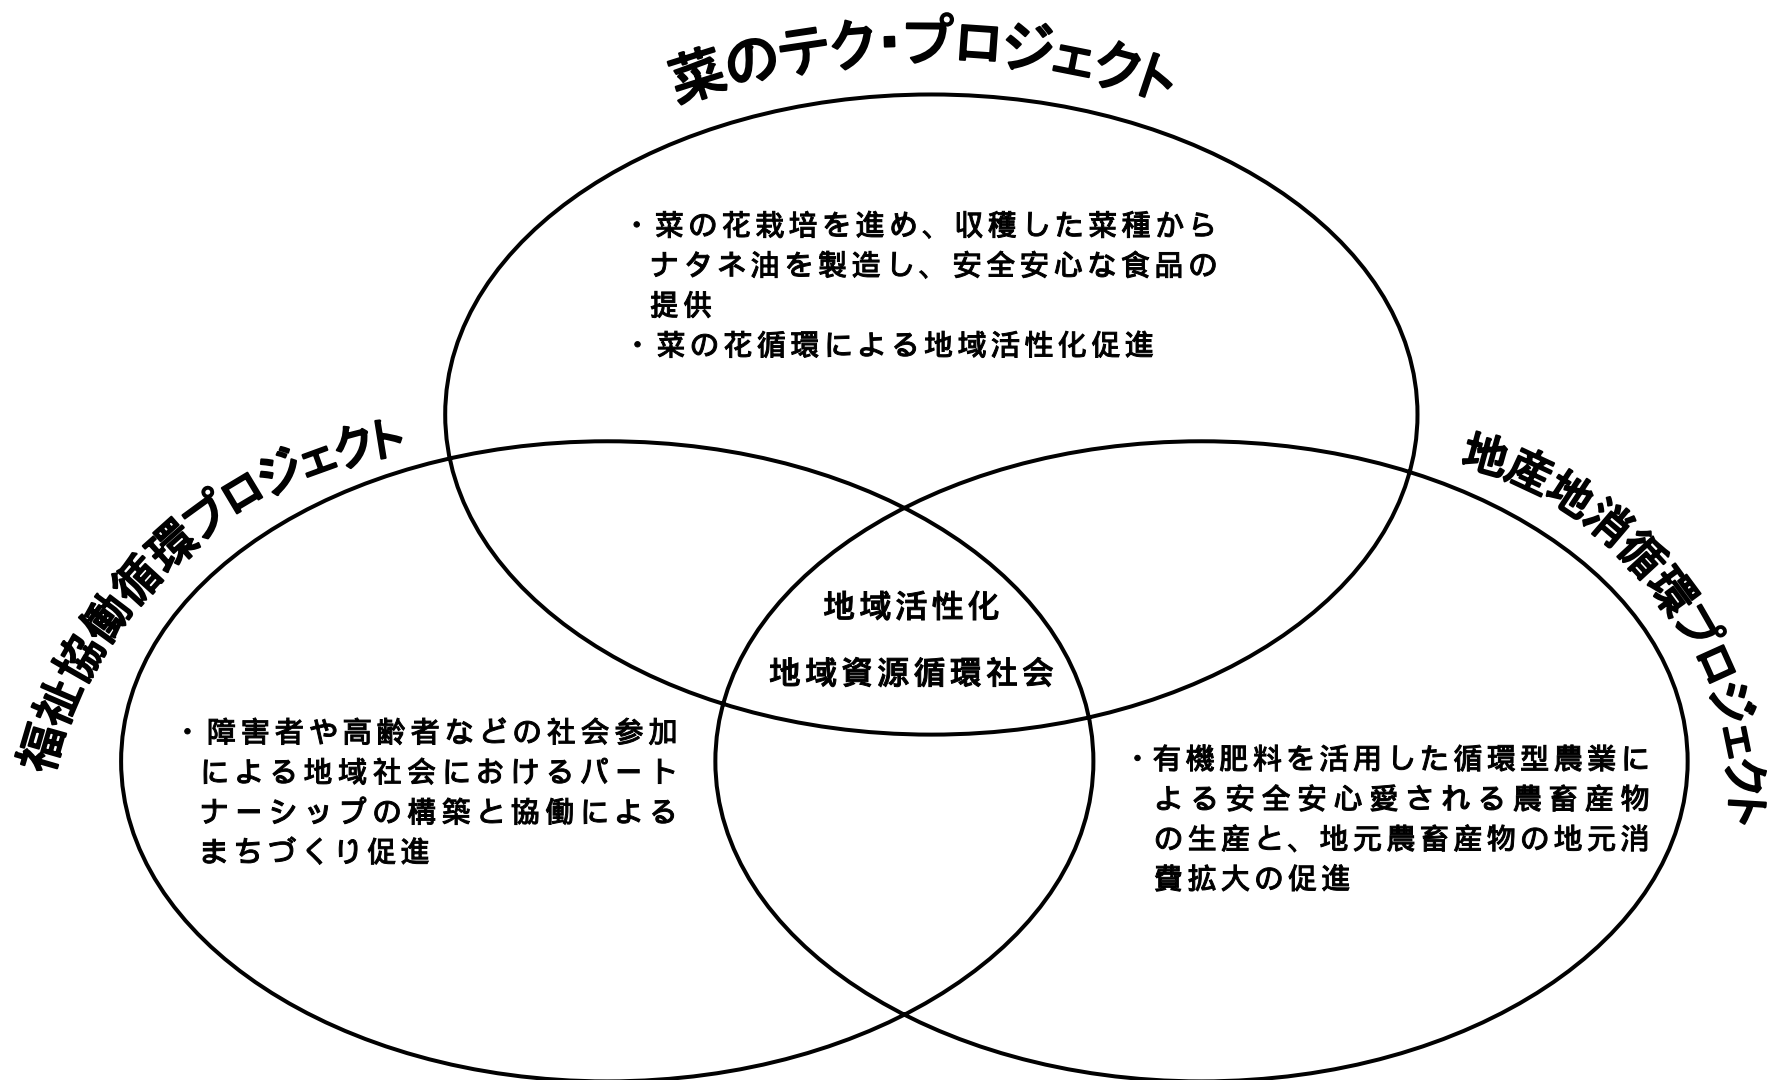 菜のテク・プロジェクト
・菜の花栽培を進め、収穫した菜種から
ナタネ油を製造し、安全安心な食品の
提供
・菜の花循環による地域活性化促進
福祉協働循環プロジェクト
地産地消循環プロジェクト
地域活性化
地域資源循環社会
・障害者や高齢者などの社会参加
による地域社会におけるパート
ナーシップの構築と協働による
まちづくり促進
・有機肥料を活用した循環型農業に
よる安全安心愛される農畜産物
の生産と、地元農畜産物の地元消
費拡大の促進